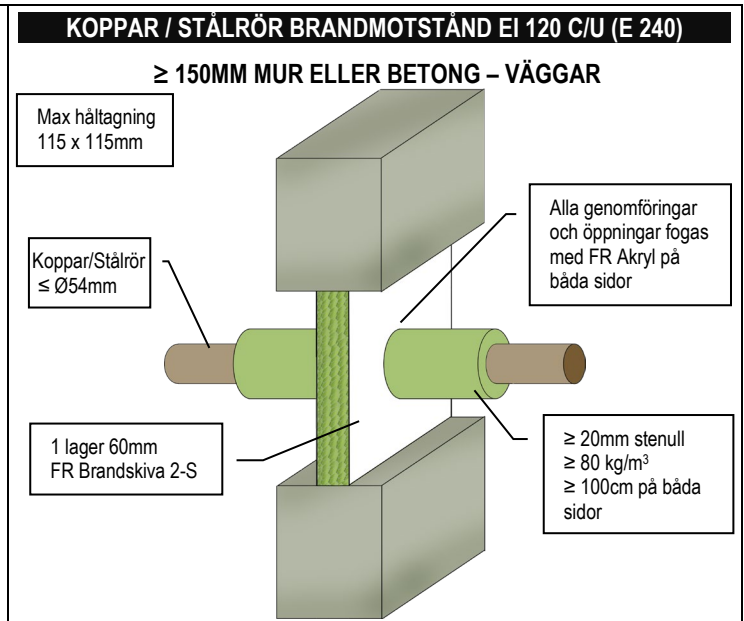 KOPPAR / STÅLRÖR BRANDMOTSTÅND EI 120 C/U (E 240)
≥ 150MM MUR ELLER BETONG – VÄGGAR
Max håltagning
115 x 115mm
Alla genomföringar
och öppningar fogas
med FR Akryl på
båda sidor
Koppar/Stålrör
≤ Ø54mm
1 lager 60mm
FR Brandskiva 2-S
≥ 20mm stenull
≥ 80 kg/m³
≥ 100cm på båda
sidor